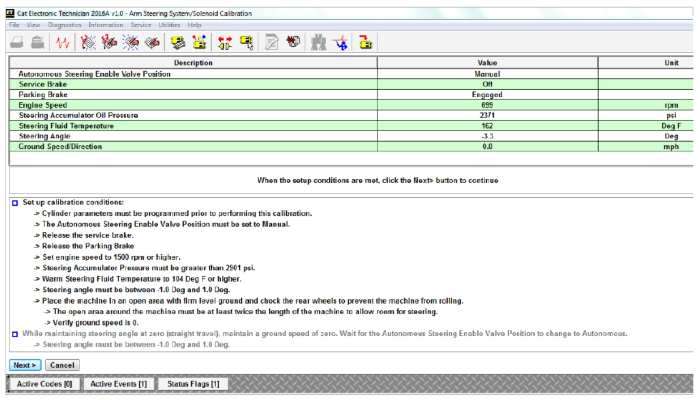 Cat Electronic Technician 2018A v1.0 - Arm Steering System/Solenoid Calibration
File View Diagnostics Information Service Utilities Help
Description Value Unit
Autonomous Steering Enable Valve Position Manual
Service Brake Off
Parking Brake Engaged
Engine Speed 699 rpm
Steering Accumulator Oil Pressure 2371 psi
Steering Fluid Temperature 162 Deg F
Steering Angle -3.3 Deg
Ground Speed/Direction 0.0 mph
When the setup conditions are met, click the Next> button to continue
Set up calibration conditions:
-> Cylinder parameters must be programmed prior to performing this calibration.
-> The Autonomous Steering Enable Valve Position must be set to Manual.
-> Release the service brake.
-> Release the Parking Brake
-> Set engine speed to 1500 rpm or higher.
-> Steering Accumulator Pressure must be greater than 2901 psi.
-> Warm Steering Fluid Temperature to 104 Deg F or higher.
-> Steering angle must be between -1.0 Deg and 1.0 Deg.
-> Place the machine in an open area with firm level ground and chock the rear wheels to prevent the machine from rolling.
-> The open area around the machine must be at least twice the length of the machine to allow room for steering.
-> Verify ground speed is 0.
While maintaining steering angle at zero (straight travel), maintain a ground speed of zero. Wait for the Autonomous Steering Enable Valve Position to change to Autonomous.
-> Steering angle must be between -1.0 Deg and 1.0 Deg.
Next > Cancel
Active Codes [0] Active Events [1] Status Flags [1]